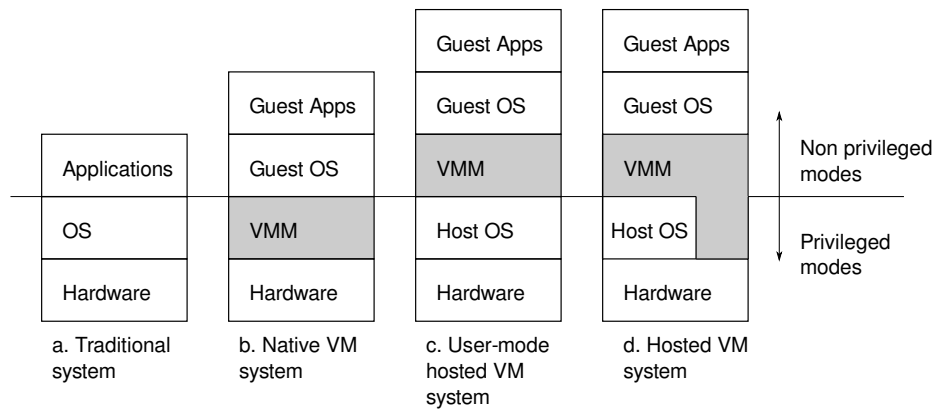 Applications
OS
Hardware
a. Traditional
system
Guest Apps
Guest OS
VMM
Hardware
b. Native VM
system
Guest Apps
Guest OS
VMM
Host OS
Hardware
c. User-mode
hosted VM
system
Guest Apps
Guest OS
VMM
Host OS
Hardware
d. Hosted VM
system
Non privileged
modes
Privileged
modes